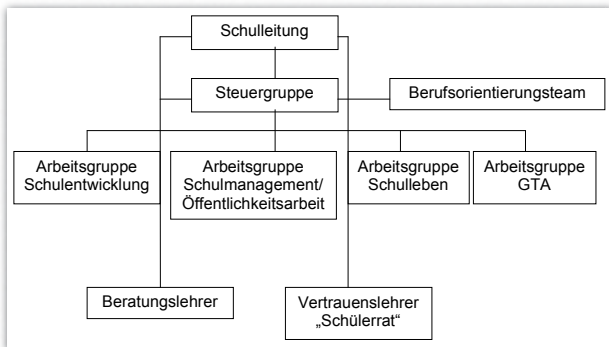 Schulleitung
Steuergruppe
Berufsorientierungsteam
Arbeitsgruppe
Schulentwicklung
Arbeitsgruppe
Schulmanagement/
Öffentlichkeitsarbeit
Arbeitsgruppe
Schulleben
Arbeitsgruppe
GTA
Beratungslehrer
Vertrauenslehrer
„Schülerrat“